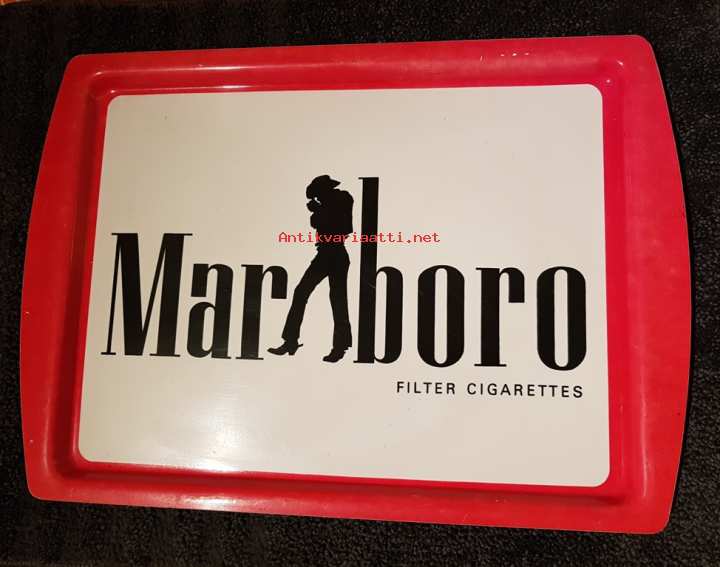 Antikvariaatti.net
Marlboro
FILTER CIGARETTES